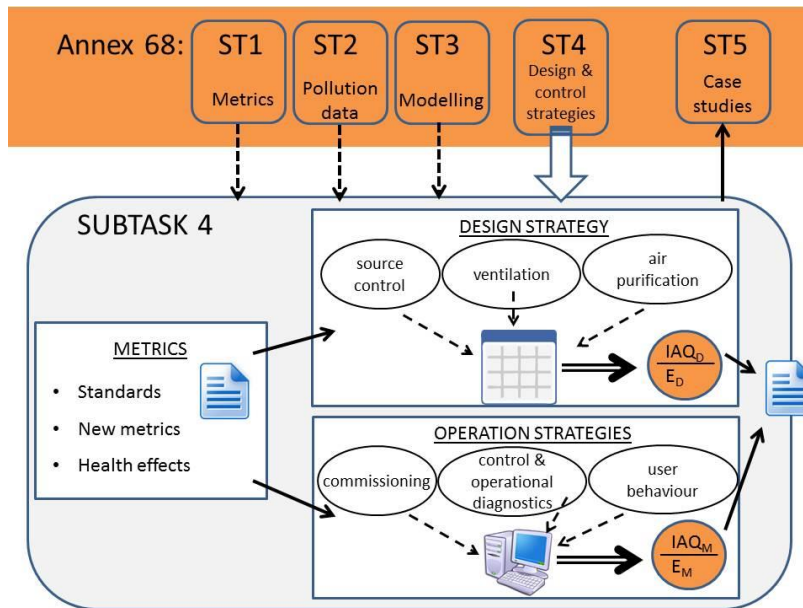 Annex 68:
ST1
Metrics
ST2
Pollution
data
ST3
Modelling
ST4
Design &
control
strategies
ST5
Case
studies
SUBTASK 4
METRICS
• Standards
• New metrics
• Health effects
DESIGN STRATEGY
source
control
ventilation
air
purification
IAQD
ED
OPERATION STRATEGIES
commissioning
control &
operational
diagnostics
user
behaviour
IAQM
EM